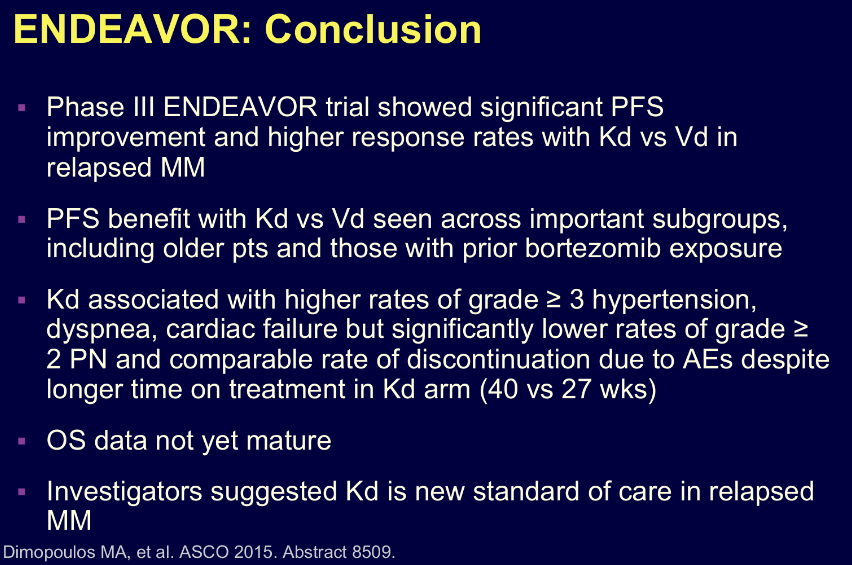 ENDEAVOR: Conclusion
▪ Phase III ENDEAVOR trial showed significant PFS
improvement and higher response rates with Kd vs Vd in
relapsed MM
▪ PFS benefit with Kd vs Vd seen across important subgroups,
including older pts and those with prior bortezomib exposure
▪ Kd associated with higher rates of grade ≥ 3 hypertension,
dyspnea, cardiac failure but significantly lower rates of grade ≥
2 PN and comparable rate of discontinuation due to AEs despite
longer time on treatment in Kd arm (40 vs 27 wks)
▪ OS data not yet mature
▪ Investigators suggested Kd is new standard of care in relapsed
MM
Dimopoulos MA, et al. ASCO 2015. Abstract 8509.